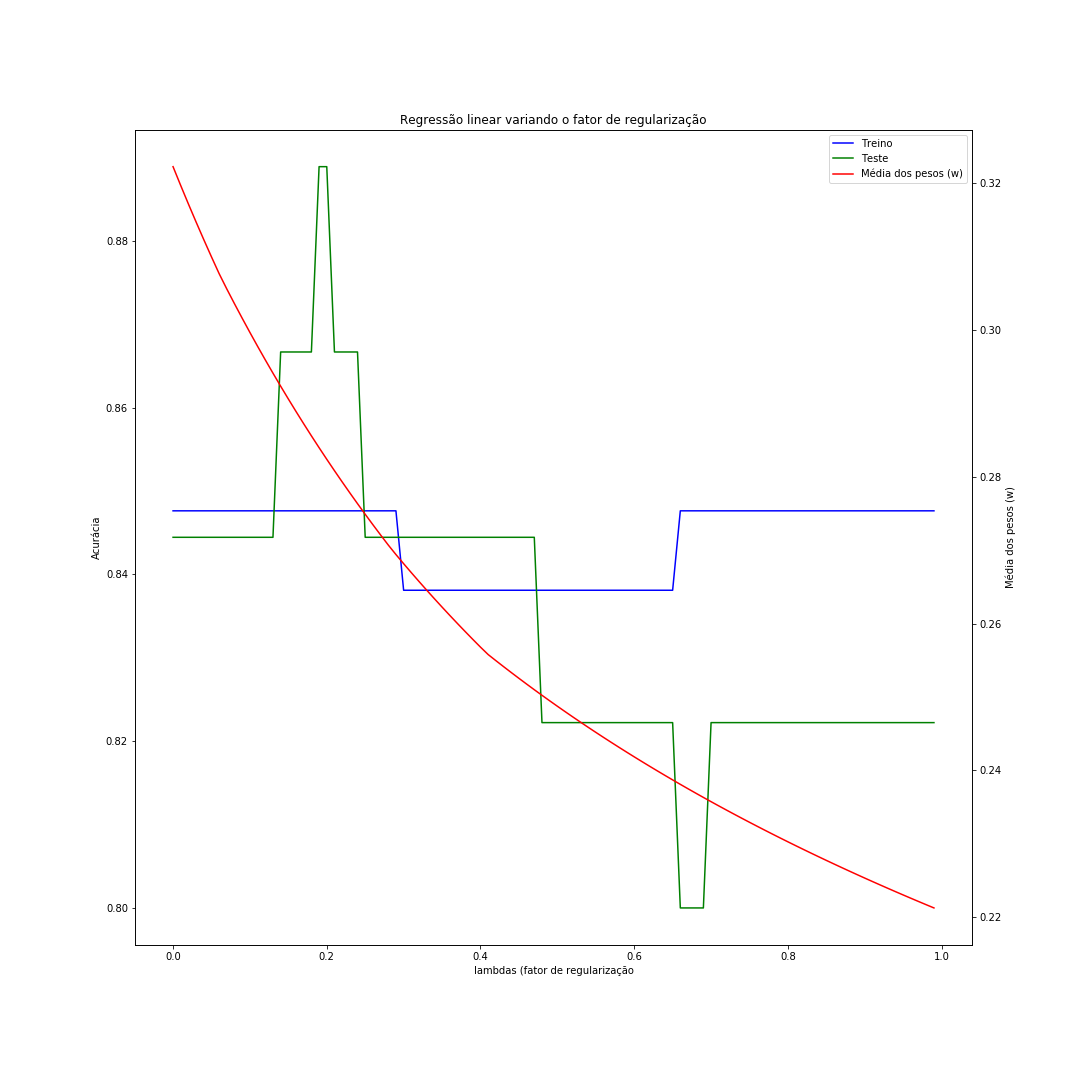 Regressão linear variando o fator de regularização
Treino
Teste
Média dos pesos (w)
Acurácia
0.88
0.86
0.84
0.82
0.80
0.32
0.30
0.28
0.26
0.24
0.22
Média dos pesos (w)
0.0 0.2 0.4 0.6 0.8 1.0
lambdas (fator de regularização